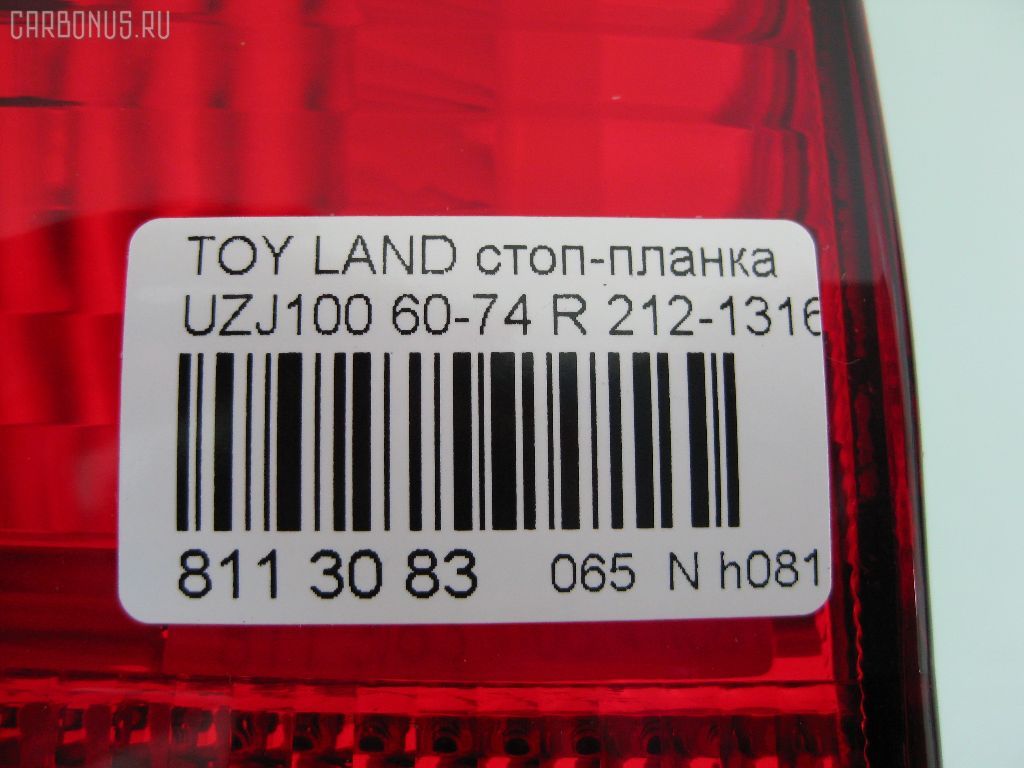 CARBONUS.RU
TOY LAND стоп-планка
UZJ100 60-74 R 212-1316
811 30 83 065 N h081